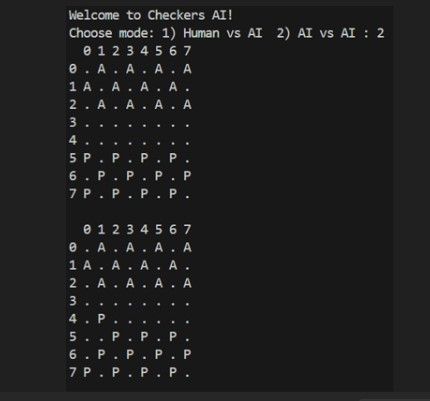 Welcome to Checkers AI!
Choose mode: 1) Human vs AI  2) AI vs AI : 2
  0 1 2 3 4 5 6 7
0 . A . A . A . A
1 A . A . A . A .
2 . A . A . A . A
3 . . . . . . . .
4 . . . . . . . .
5 P . P . P . P .
6 . P . P . P . P
7 P . P . P . P .

  0 1 2 3 4 5 6 7
0 . A . A . A . A
1 A . A . A . A .
2 . A . A . A . A
3 . . . . . . . .
4 . P . . . . . .
5 . . P . P . P .
6 . P . P . P . P
7 P . P . P . P .